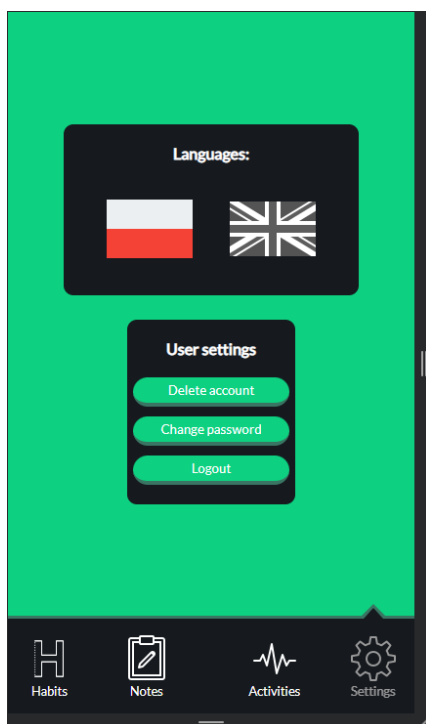 Languages:
User settings
Delete account
Change password
Logout
Habits
Notes
Activities
Settings